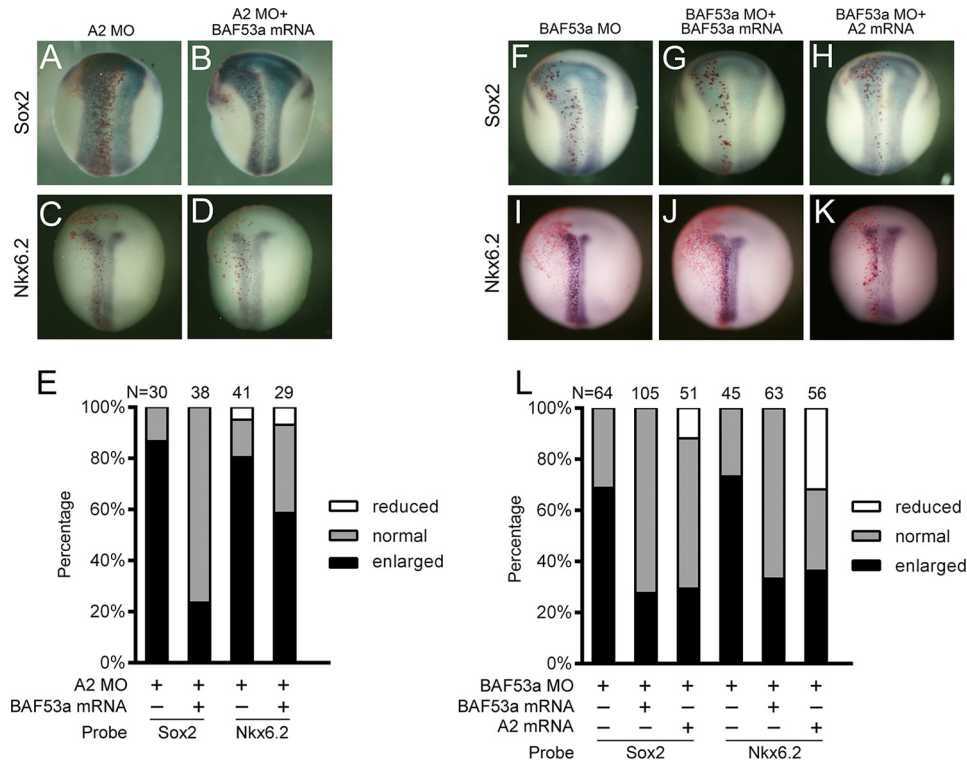 A2 MO
A2 MO+
BAF53a mRNA
BAF53a MO
BAF53a MO+
BAF53a mRNA
BAF53a MO+
A2 mRNA
A
B
F
G
H
Sox2
Sox2
C
D
I
J
K
Nkx6.2
Nkx6.2
E
N=30 38 41 29
100%
80%
60%
40%
20%
0%
Percentage
reduced
normal
enlarged
A2 MO + + + +
BAF53a mRNA – + – +
Probe Sox2 Nkx6.2
L
N=64 105 51 45 63 56
100%
80%
60%
40%
20%
0%
Percentage
reduced
normal
enlarged
BAF53a MO + + + + + +
BAF53a mRNA – + – – + –
A2 mRNA – – + – – +
Probe Sox2 Nkx6.2